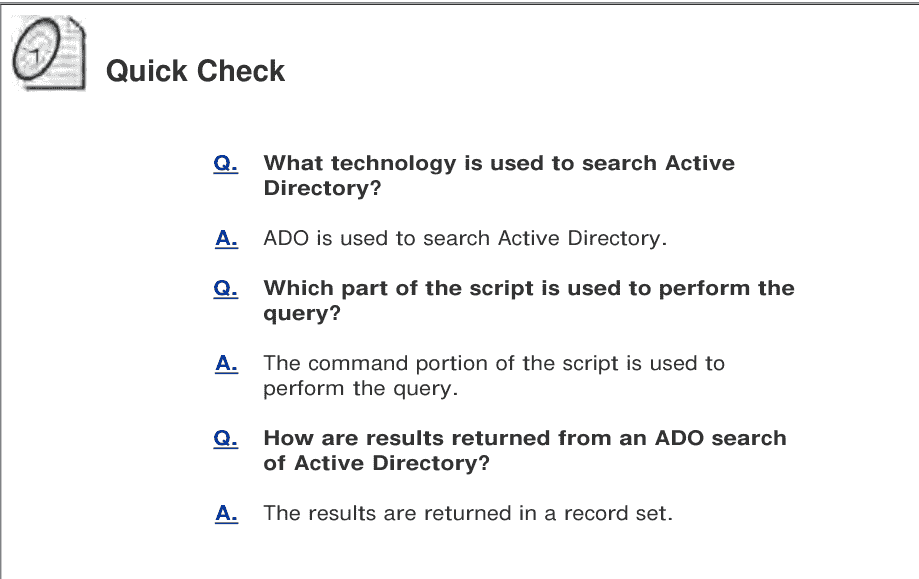 Quick Check
Q. What technology is used to search Active
Directory?
A. ADO is used to search Active Directory.
Q. Which part of the script is used to perform the
query?
A. The command portion of the script is used to
perform the query.
Q. How are results returned from an ADO search
of Active Directory?
A. The results are returned in a record set.